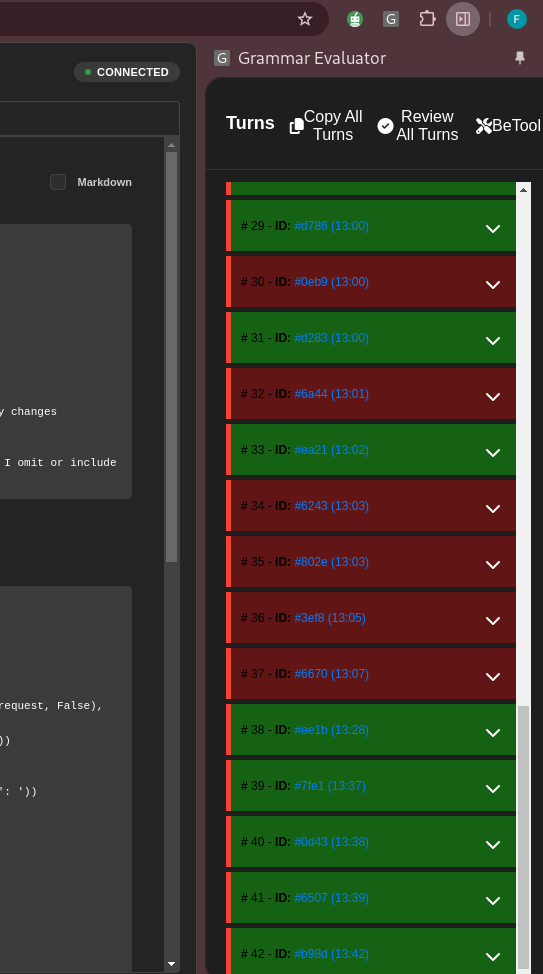 G
F
G Grammar Evaluator
CONNECTED
Turns
Copy All
Turns
Review
All Turns
BeTool
Markdown
y changes
I omit or include
request, False),
))
': '))
# 29 - ID: #d786 (13:00)
# 30 - ID: #0eb9 (13:00)
# 31 - ID: #d283 (13:00)
# 32 - ID: #6a44 (13:01)
# 33 - ID: #ea21 (13:02)
# 34 - ID: #6243 (13:03)
# 35 - ID: #802e (13:03)
# 36 - ID: #3ef8 (13:05)
# 37 - ID: #6670 (13:07)
# 38 - ID: #ee1b (13:28)
# 39 - ID: #7fe1 (13:37)
# 40 - ID: #0d43 (13:38)
# 41 - ID: #6507 (13:39)
# 42 - ID: #b98d (13:42)